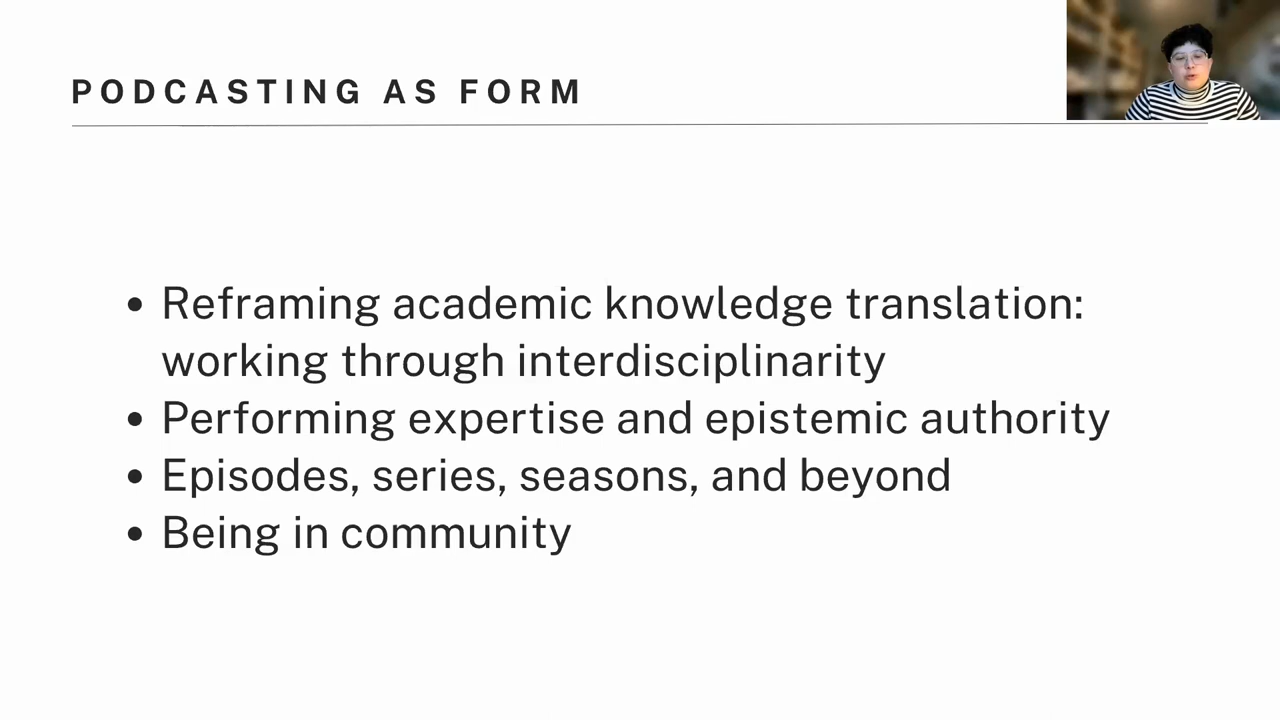 PODCASTING AS FORM
• Reframing academic knowledge translation:
working through interdisciplinarity
• Performing expertise and epistemic authority
• Episodes, series, seasons, and beyond
• Being in community